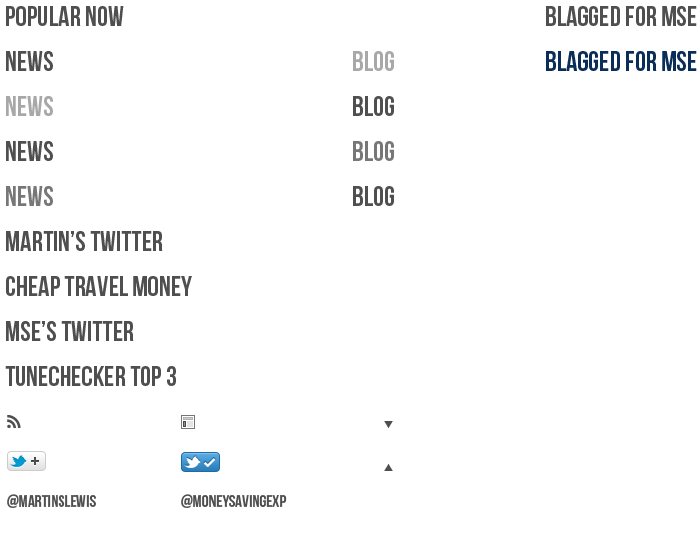 POPULAR NOW BLAGGED FOR MSE
NEWS BLOG BLAGGED FOR MSE
NEWS BLOG
NEWS BLOG
NEWS BLOG
MARTIN’S TWITTER
CHEAP TRAVEL MONEY
MSE’S TWITTER
TUNECHECKER TOP 3
@MARTINSLEWIS @MONEYSAVINGEXP